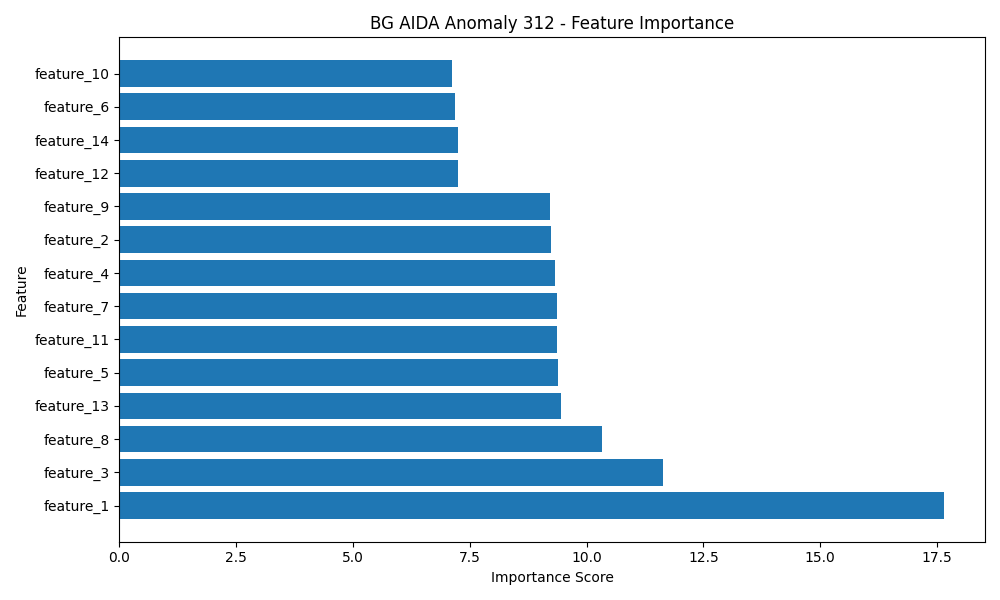 BG AIDA Anomaly 312 - Feature Importance
feature_10
feature_6
feature_14
feature_12
feature_9
feature_2
feature_4
feature_7
feature_11
feature_5
feature_13
feature_8
feature_3
feature_1
Feature
0.0 2.5 5.0 7.5 10.0 12.5 15.0 17.5
Importance Score